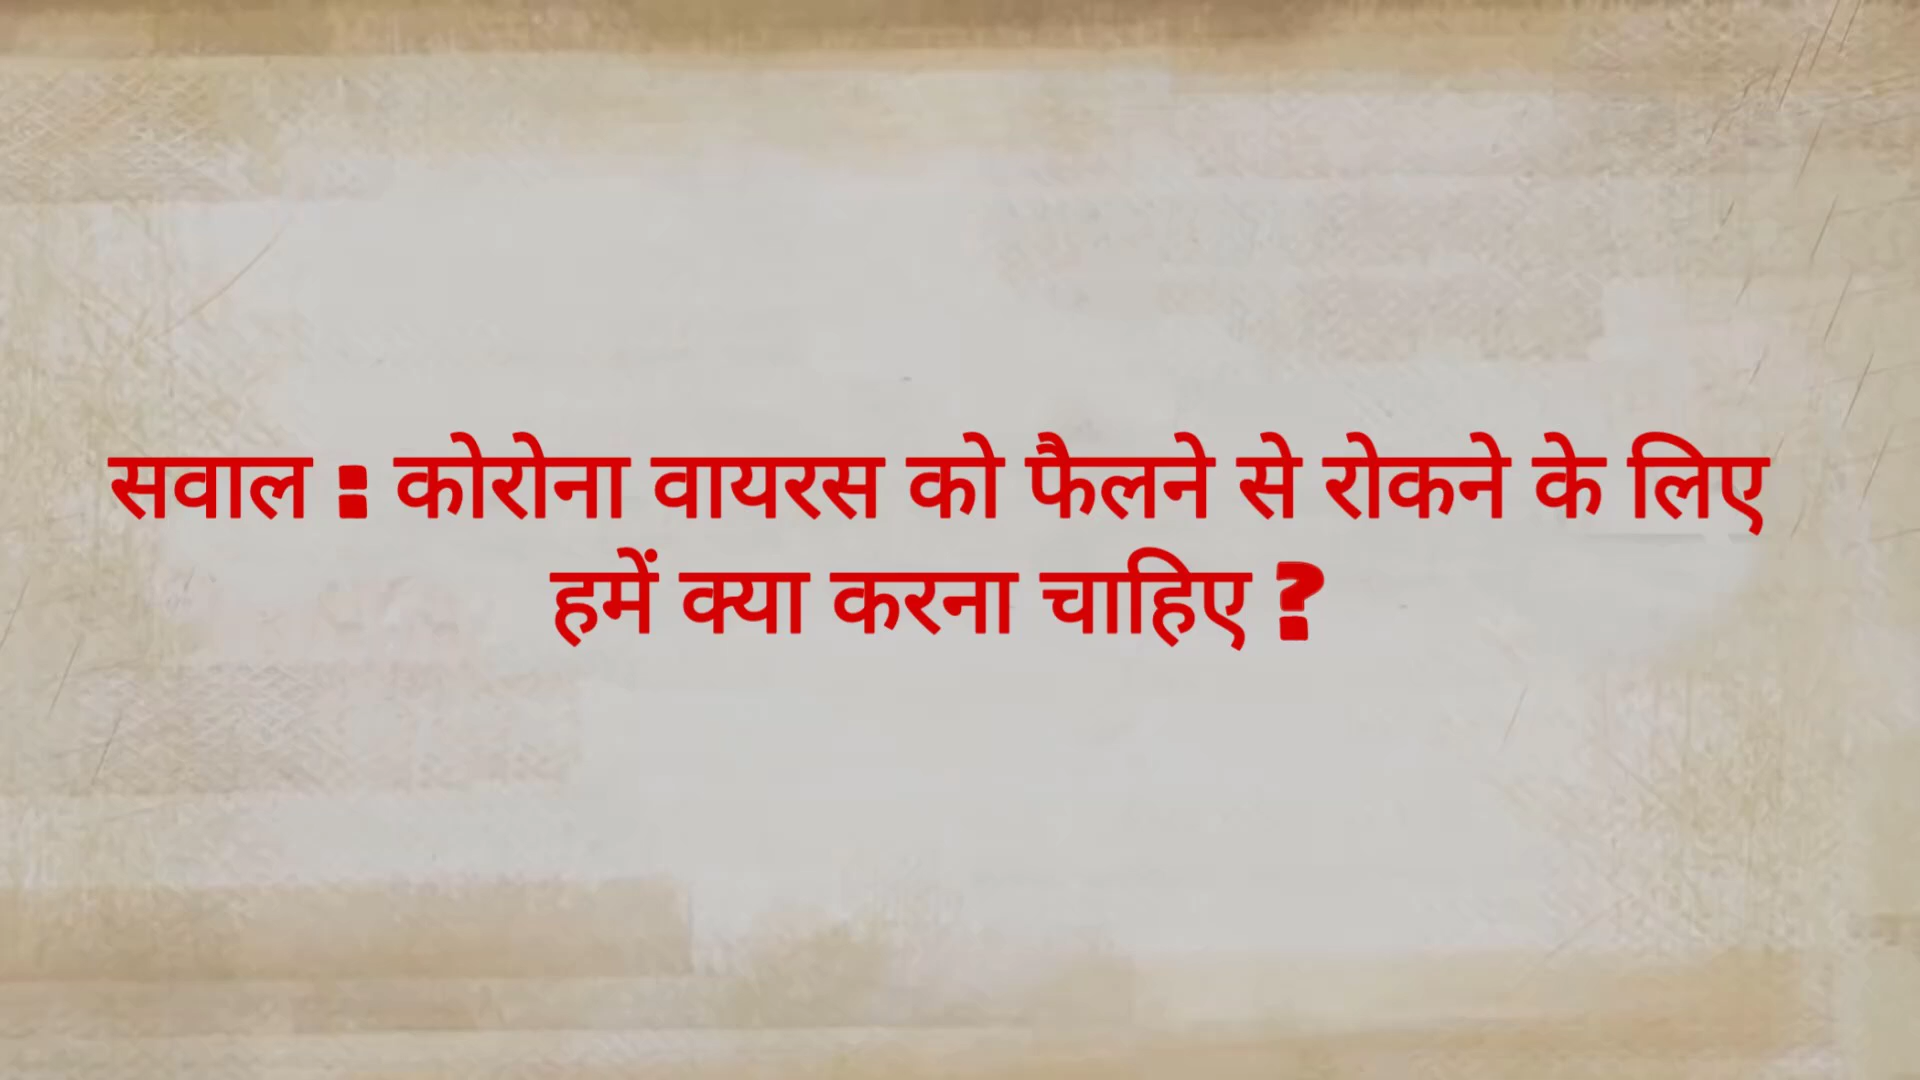 सवाल : कोरोना वायरस को फैलने से रोकने के लिए
हमें क्या करना चाहिए ?